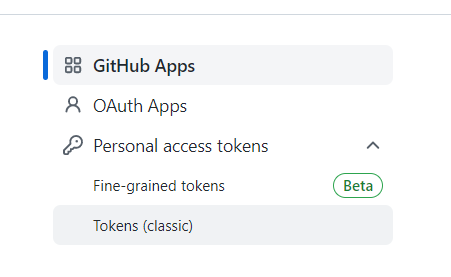 GitHub Apps
OAuth Apps
Personal access tokens
Fine-grained tokens Beta
Tokens (classic)